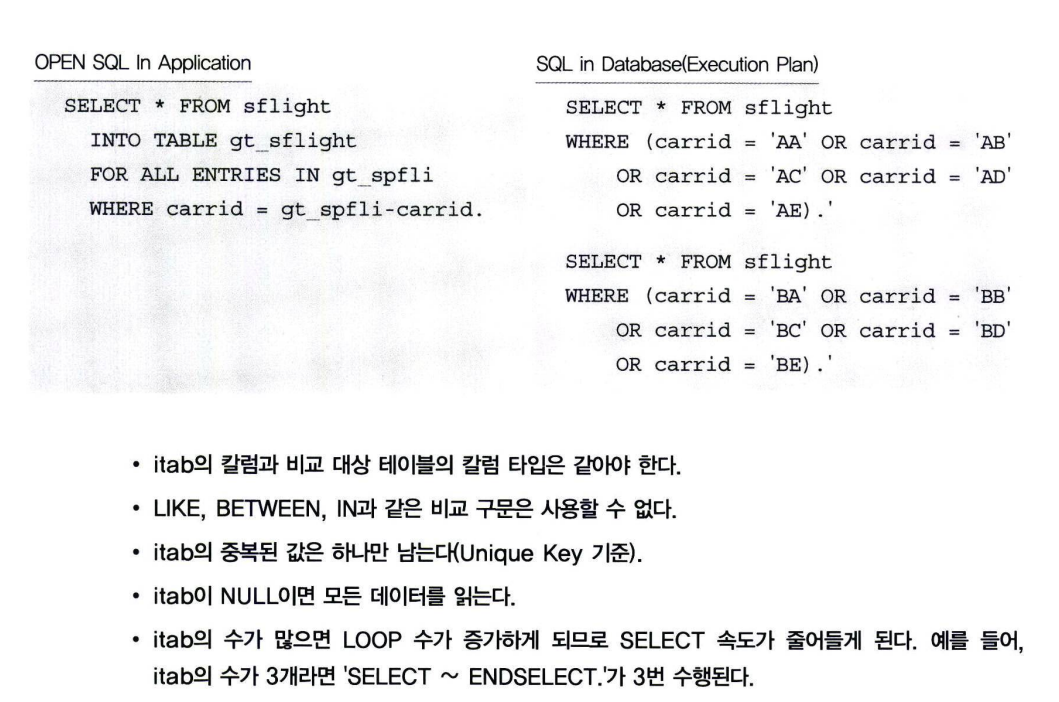 OPEN SQL In Application
SELECT * FROM sflight
INTO TABLE gt_sflight
FOR ALL ENTRIES IN gt_spfli
WHERE carrid = gt_spfli-carrid.
SQL in Database(Execution Plan)
SELECT * FROM sflight
WHERE (carrid = 'AA' OR carrid = 'AB'
OR carrid = 'AC' OR carrid = 'AD'
OR carrid = 'AE).'
SELECT * FROM sflight
WHERE (carrid = 'BA' OR carrid = 'BB'
OR carrid = 'BC' OR carrid = 'BD'
OR carrid = 'BE).'
• itab의 칼럼과 비교 대상 테이블의 칼럼 타입은 같아야 한다.
• LIKE, BETWEEN, IN과 같은 비교 구문은 사용할 수 없다.
• itab의 중복된 값은 하나만 남는다(Unique Key 기준).
• itab이 NULL이면 모든 데이터를 읽는다.
• itab의 수가 많으면 LOOP 수가 증가하게 되므로 SELECT 속도가 줄어들게 된다. 예를 들어,
itab의 수가 3개라면 'SELECT ~ ENDSELECT.'가 3번 수행된다.